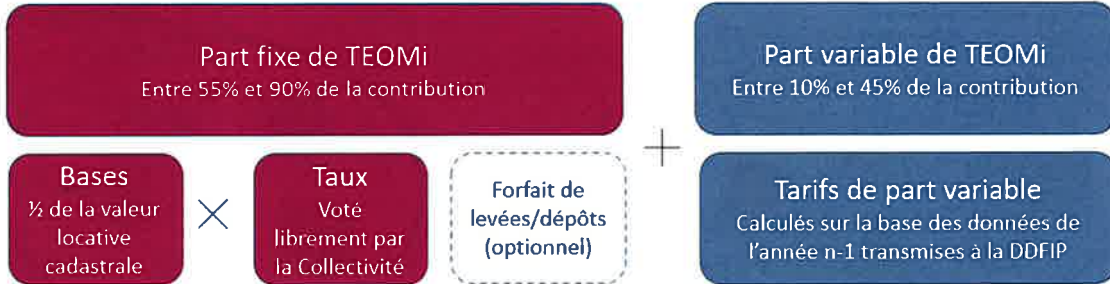 Part fixe de TEOMi
Entre 55% et 90% de la contribution
Part variable de TEOMi
Entre 10% et 45% de la contribution
+
Bases
½ de la valeur
locative
cadastrale
×
Taux
Voté
librement par
la Collectivité
Forfait de
levées/dépôts
(optionnel)
Tarifs de part variable
Calculés sur la base des données de
l'année n-1 transmises à la DDFIP